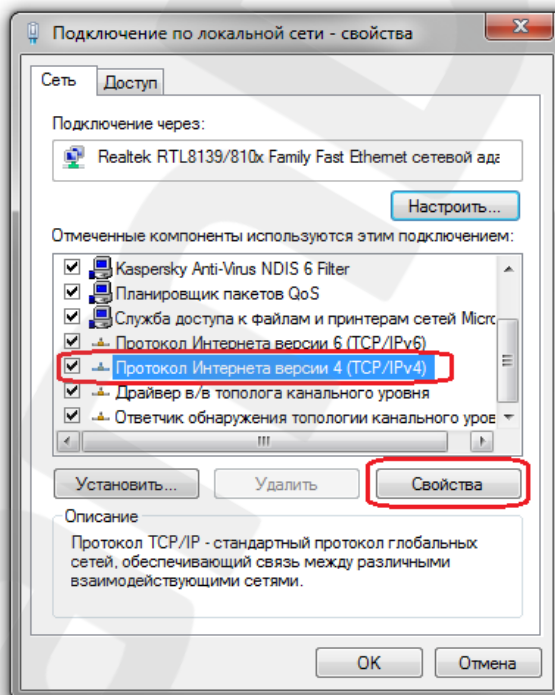 Подключение по локальной сети - свойства
Сеть
Доступ
Подключение через:
Realtek RTL8139/810x Family Fast Ethernet сетевой ада
Настроить...
Отмеченные компоненты используются этим подключением:
Kaspersky Anti-Virus NDIS 6 Filter
Планировщик пакетов QoS
Служба доступа к файлам и принтерам сетей Micro
Протокол Интернета версии 6 (TCP/IPv6)
Протокол Интернета версии 4 (TCP/IPv4)
Драйвер в/в тополога канального уровня
Ответчик обнаружения топологии канального уров
Установить...
Удалить
Свойства
Описание
Протокол TCP/IP - стандартный протокол глобальных
сетей, обеспечивающий связь между различными
взаимодействующими сетями.
OK
Отмена